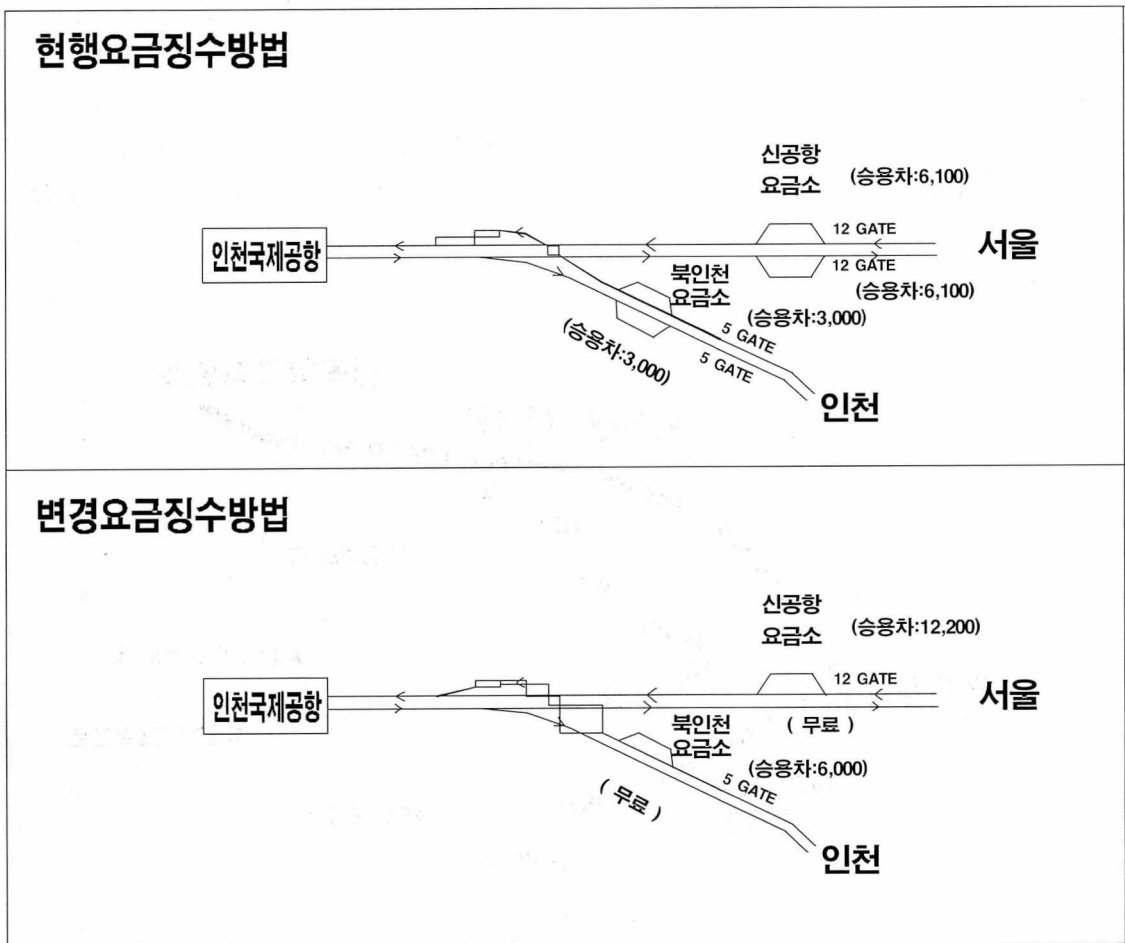 현행요금징수방법
신공항
요금소
(승용차:6,100)
12 GATE
인천국제공항
서울
12 GATE
(승용차:6,100)
북인천
요금소
(승용차:3,000)
5 GATE
(승용차:3,000)
5 GATE
인천
변경요금징수방법
신공항
요금소
(승용차:12,200)
12 GATE
인천국제공항
서울
( 무료 )
북인천
요금소
(승용차:6,000)
5 GATE
( 무료 )
인천